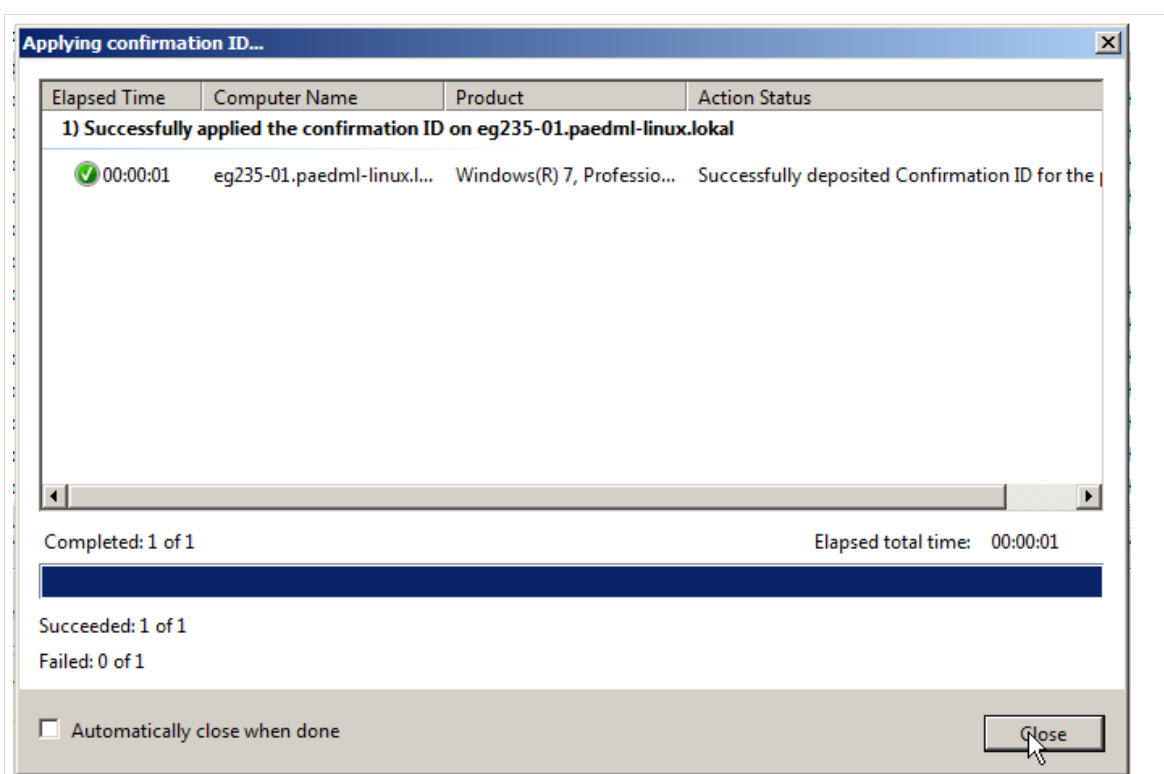 Applying confirmation ID...
Elapsed Time Computer Name Product Action Status
1) Successfully applied the confirmation ID on eg235-01.paedml-linux.lokal
00:00:01 eg235-01.paedml-linux.l... Windows(R) 7, Professio... Successfully deposited Confirmation ID for the
Completed: 1 of 1 Elapsed total time: 00:00:01
Succeeded: 1 of 1
Failed: 0 of 1
Automatically close when done Close